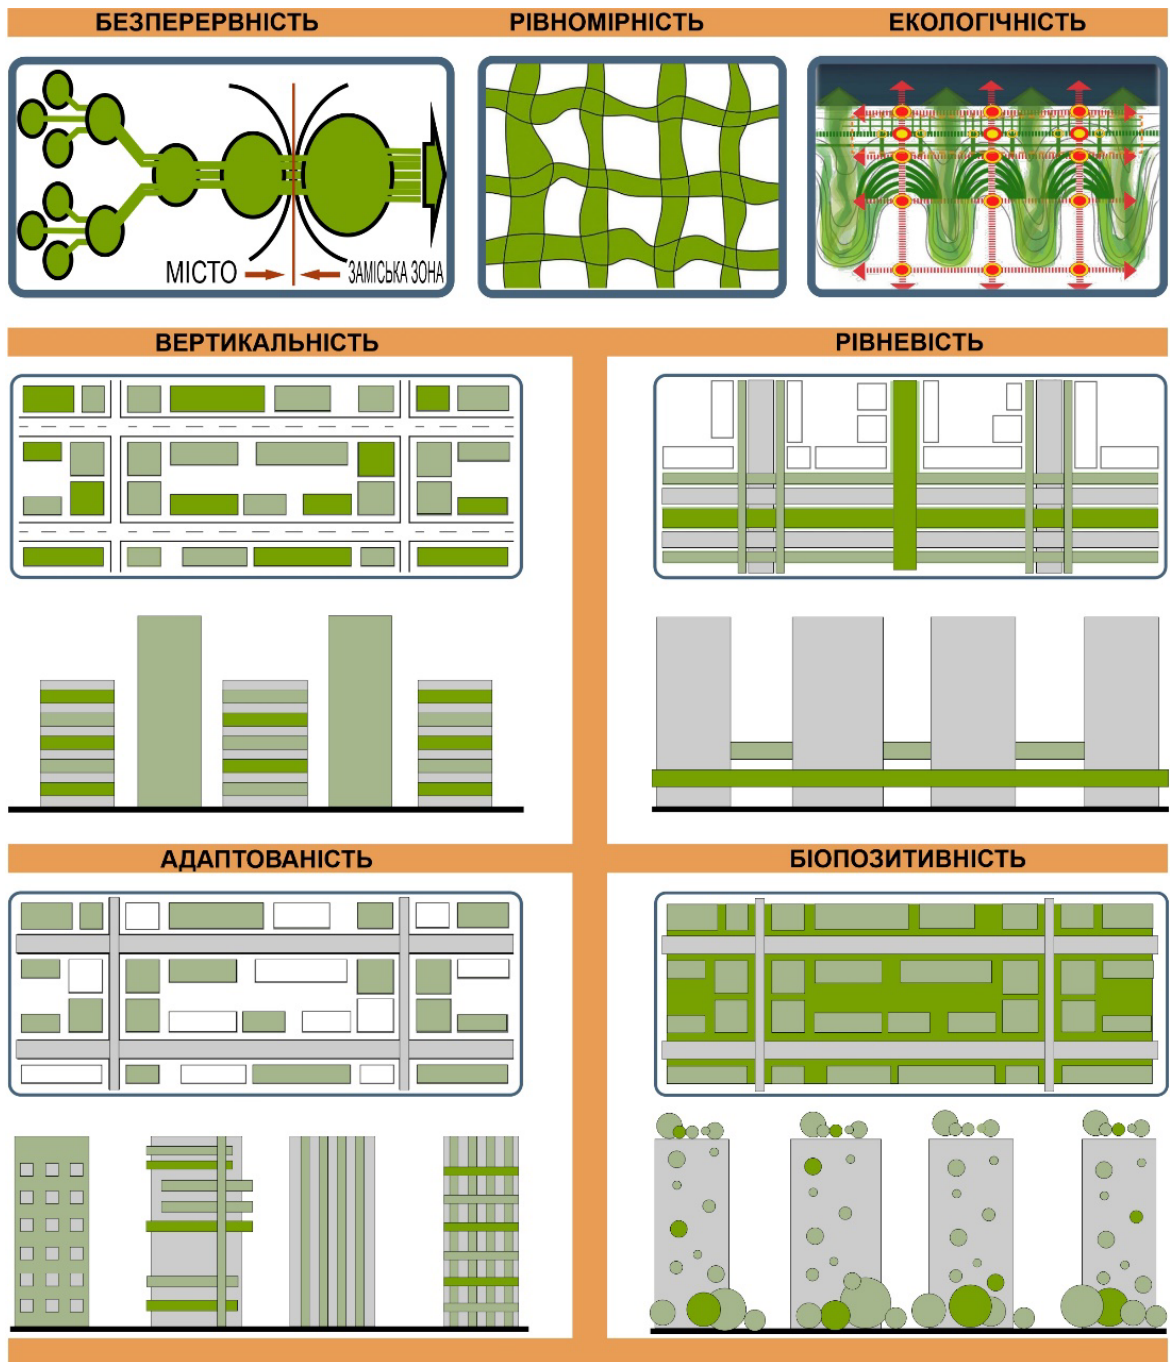 БЕЗПЕРЕРВНІСТЬ
РІВНОМІРНІСТЬ
ЕКОЛОГІЧНІСТЬ
МІСТО
ЗАМІСЬКА ЗОНА
ВЕРТИКАЛЬНІСТЬ
РІВНЕВІСТЬ
АДАПТОВАНІСТЬ
БІОПОЗИТИВНІСТЬ